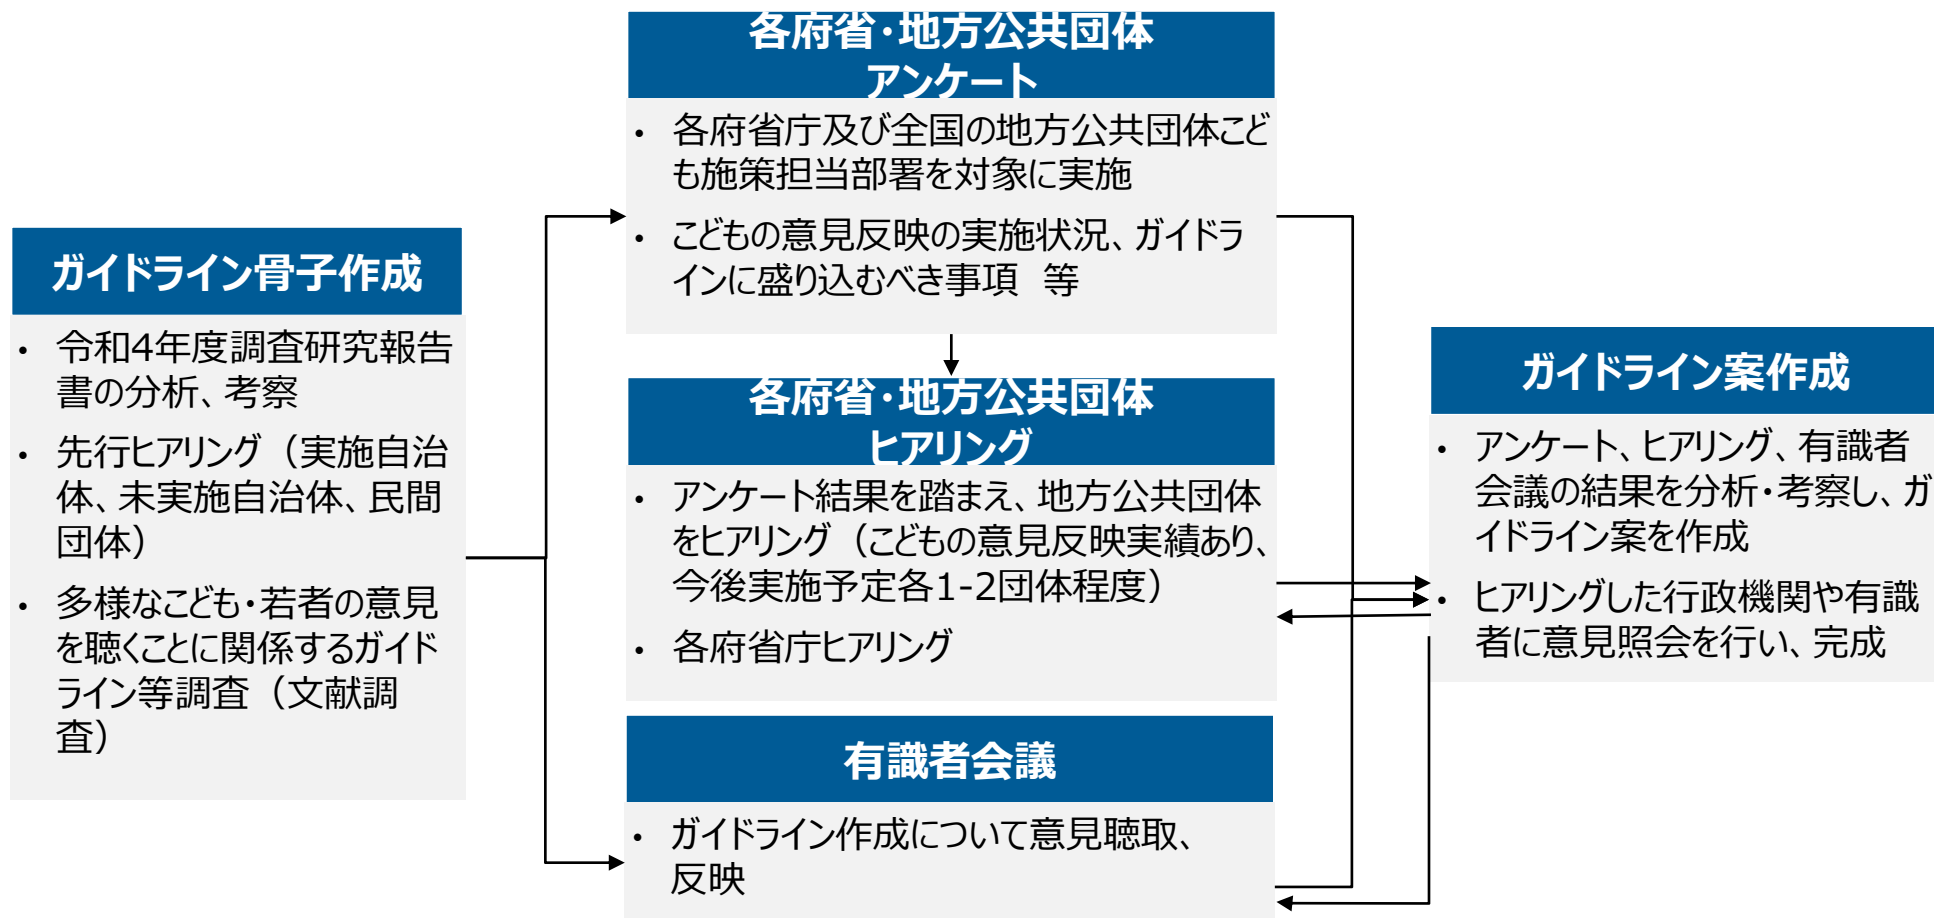 ガイドライン骨子作成
・ 令和4年度調査研究報告
書の分析、考察
・ 先行ヒアリング（実施自治
体、未実施自治体、民間
団体）
・ 多様なこども・若者の意見
を聴くことに関係するガイド
ライン等調査（文献調
査）
各府省・地方公共団体
アンケート
・ 各府省庁及び全国の地方公共団体こど
も施策担当部署を対象に実施
・ こどもの意見反映の実施状況、ガイドラ
インに盛り込むべき事項　等
各府省・地方公共団体
ヒアリング
・ アンケート結果を踏まえ、地方公共団体
をヒアリング（こどもの意見反映実績あり、
今後実施予定各1-2団体程度）
・ 各府省庁ヒアリング
有識者会議
・ ガイドライン作成について意見聴取、
反映
ガイドライン案作成
・ アンケート、ヒアリング、有識者
会議の結果を分析・考察し、ガ
イドライン案を作成
・ ヒアリングした行政機関や有識
者に意見照会を行い、完成